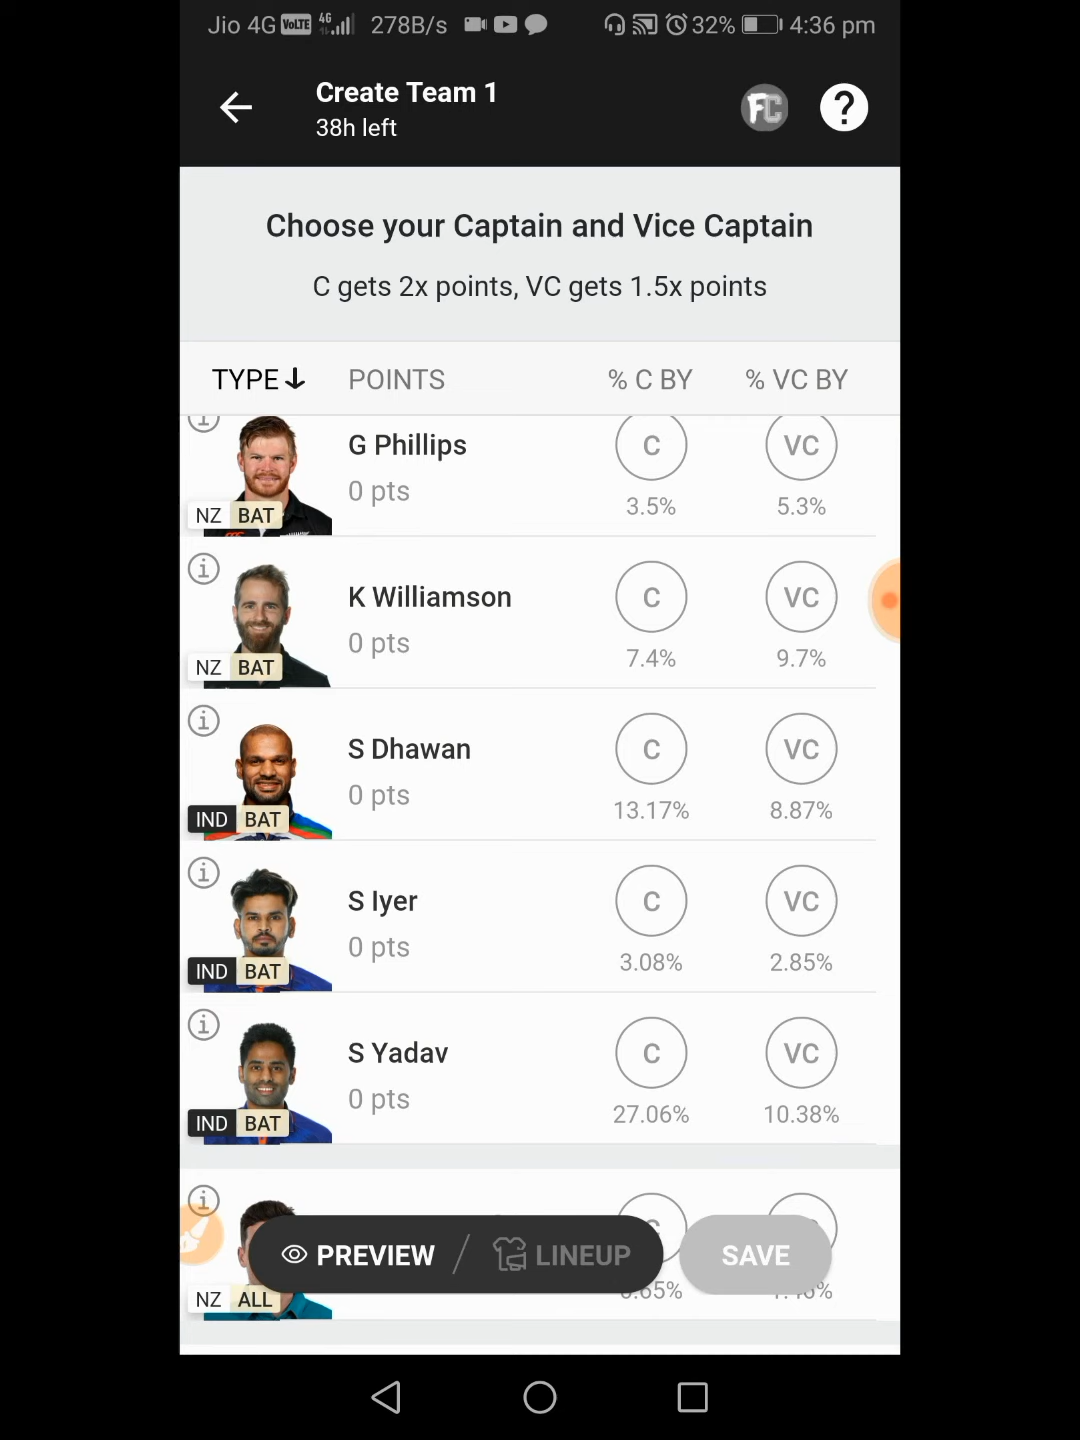 Jio 4G VoLTE 4G 278B/s 32% 4:36 pm
Create Team 1
38h left
FC ?
Choose your Captain and Vice Captain
C gets 2x points, VC gets 1.5x points
TYPE POINTS % C BY % VC BY
G Phillips C VC
0 pts
NZ BAT 3.5% 5.3%
K Williamson C VC
0 pts
NZ BAT 7.4% 9.7%
S Dhawan C VC
0 pts
IND BAT 13.17% 8.87%
S Iyer C VC
0 pts
IND BAT 3.08% 2.85%
S Yadav C VC
0 pts
IND BAT 27.06% 10.38%
PREVIEW / LINEUP SAVE
NZ ALL